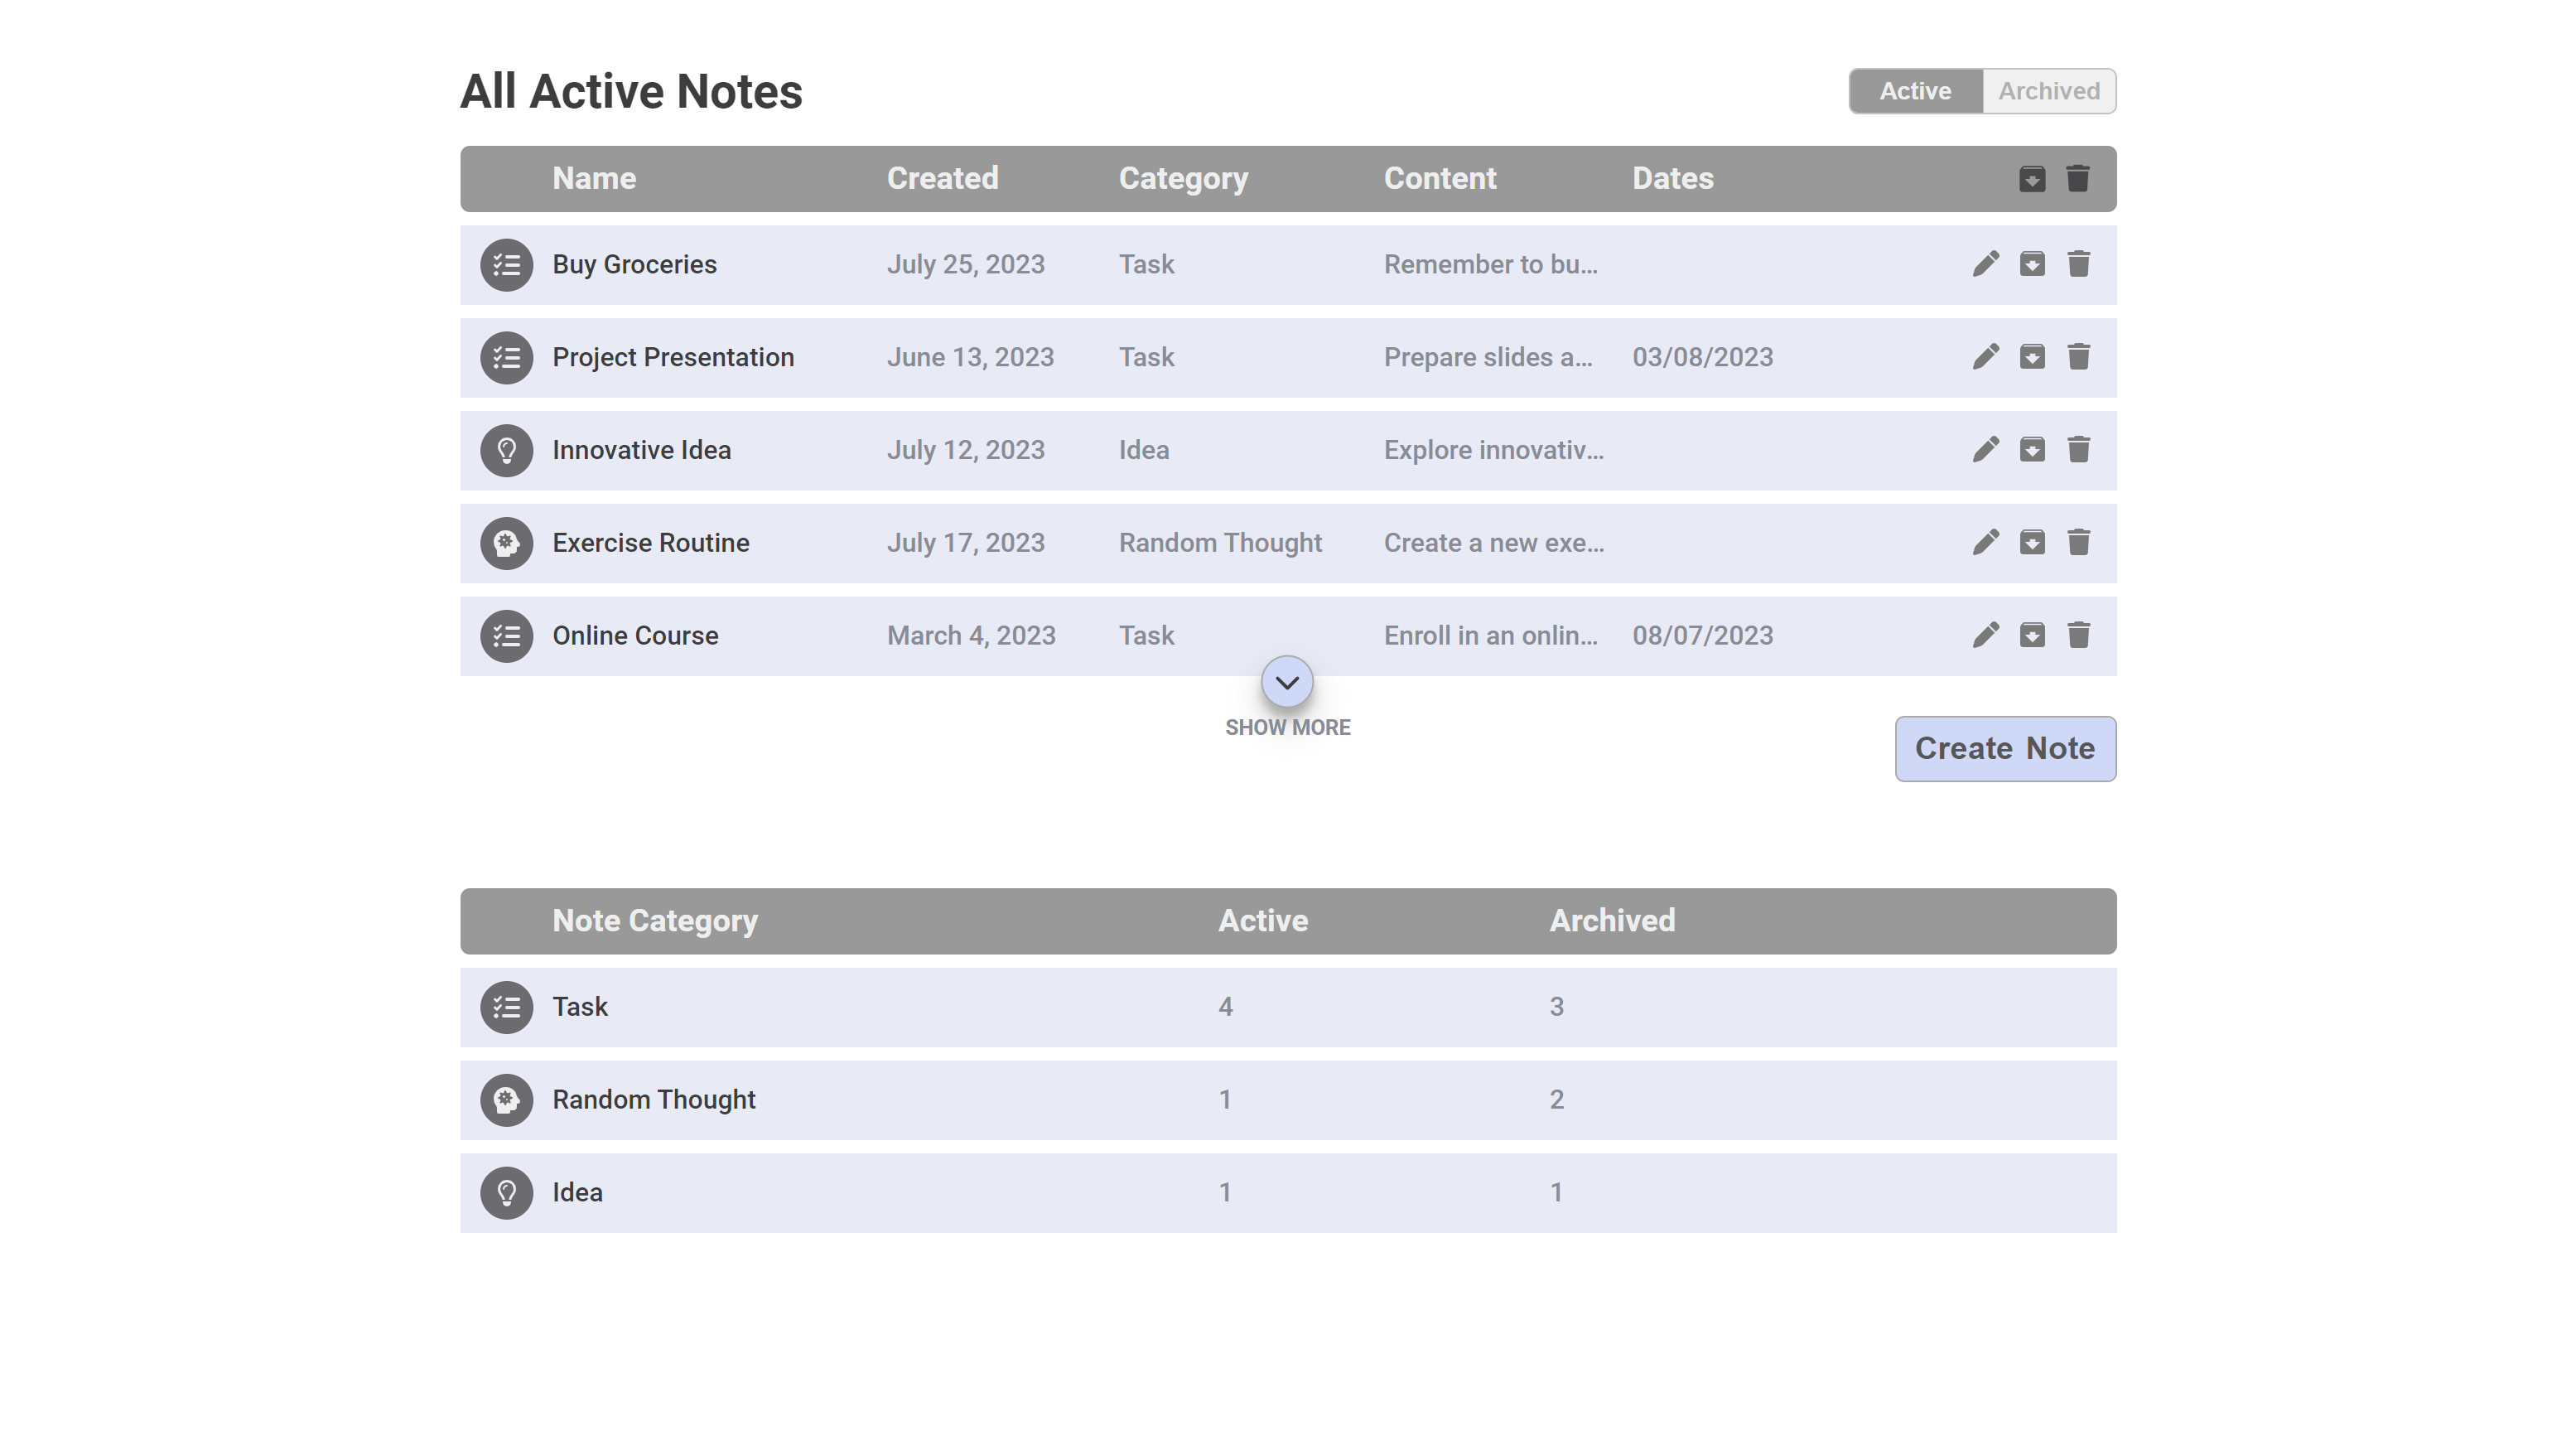 All Active Notes
Active Archived
Name Created Category Content Dates
Buy Groceries July 25, 2023 Task Remember to bu...
Project Presentation June 13, 2023 Task Prepare slides a... 03/08/2023
Innovative Idea July 12, 2023 Idea Explore innovativ...
Exercise Routine July 17, 2023 Random Thought Create a new exe...
Online Course March 4, 2023 Task Enroll in an onlin... 08/07/2023
SHOW MORE
Create Note
Note Category Active Archived
Task 4 3
Random Thought 1 2
Idea 1 1